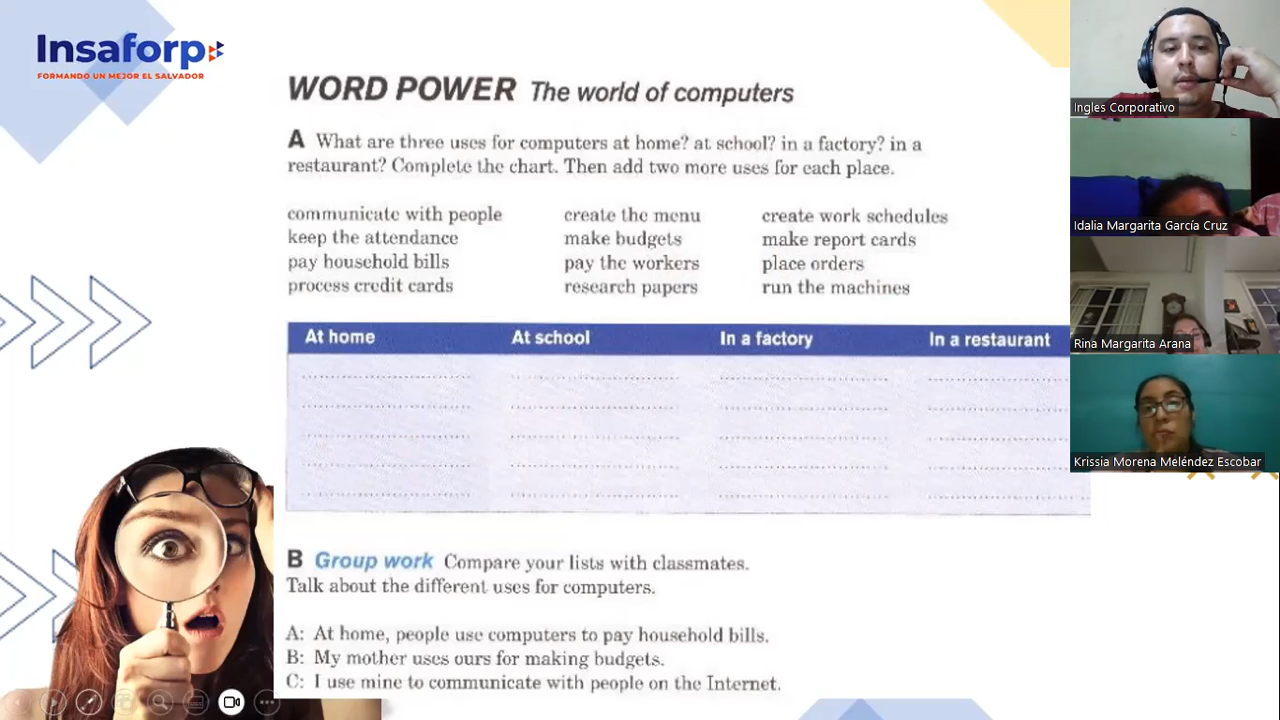 Insaforp
FORMANDO UN MEJOR EL SALVADOR
WORD POWER The world of computers
A What are three uses for computers at home? at school? in a factory? in a
restaurant? Complete the chart. Then add two more uses for each place.
communicate with people create the menu create work schedules
keep the attendance make budgets make report cards
pay household bills pay the workers place orders
process credit cards research papers run the machines
At home At school In a factory In a restaurant
B Group work Compare your lists with classmates.
Talk about the different uses for computers.
A: At home, people use computers to pay household bills.
B: My mother uses ours for making budgets.
C: I use mine to communicate with people on the Internet.
Ingles Corporativo
Idalia Margarita García Cruz
Rina Margarita Arana
Krissia Morena Meléndez Escobar